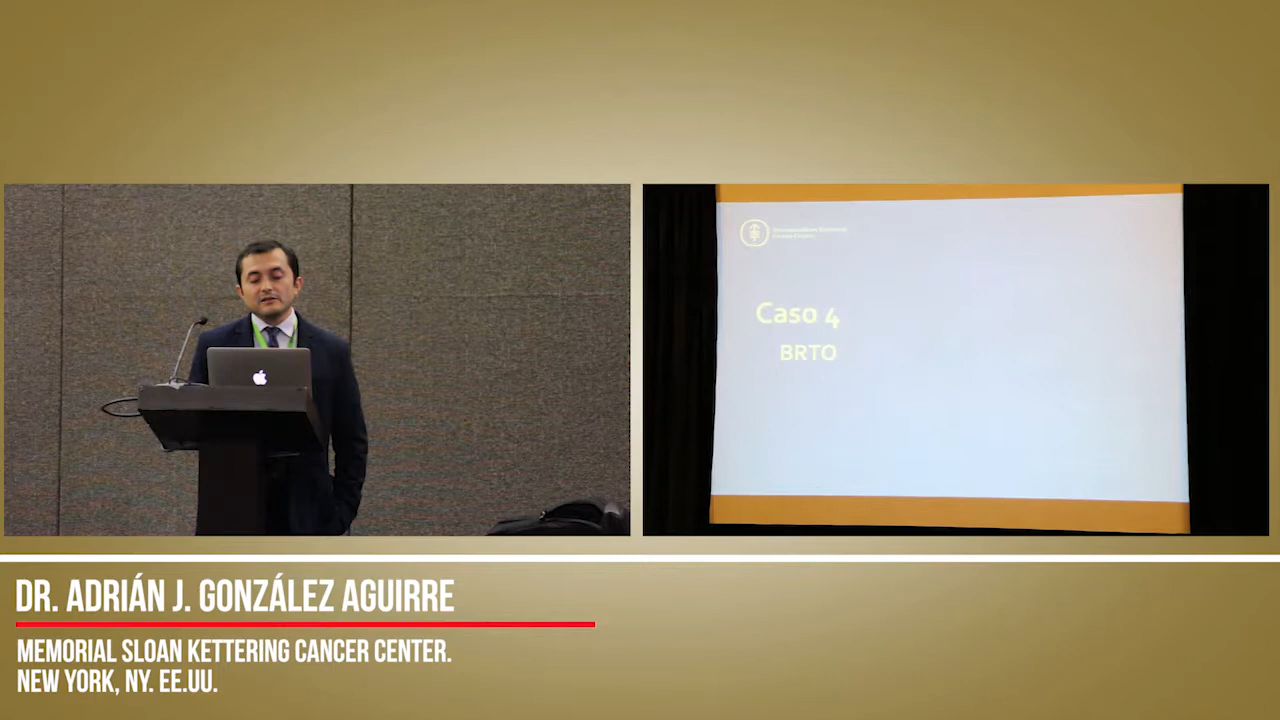 Caso 4
BRTO
DR. ADRIÁN J. GONZÁLEZ AGUIRRE
MEMORIAL SLOAN KETTERING CANCER CENTER.
NEW YORK, NY. EE.UU.